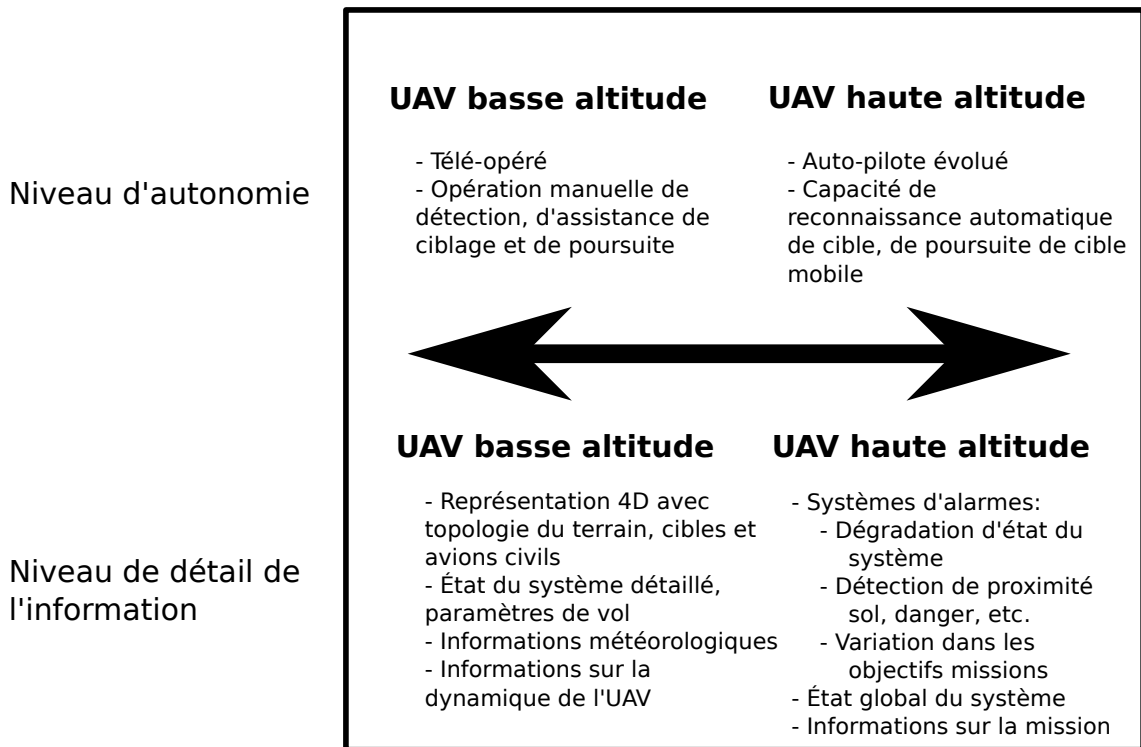 UAV basse altitude
UAV haute altitude
Niveau d'autonomie
- Télé-opéré
- Opération manuelle de
détection, d'assistance de
ciblage et de poursuite
- Auto-pilote évolué
- Capacité de
reconnaissance automatique
de cible, de poursuite de cible
mobile
UAV basse altitude
UAV haute altitude
Niveau de détail de
l'information
- Représentation 4D avec
topologie du terrain, cibles et
avions civils
- État du système détaillé,
paramètres de vol
- Informations météorologiques
- Informations sur la
dynamique de l'UAV
- Systèmes d'alarmes:
- Dégradation d'état du
système
- Détection de proximité
sol, danger, etc.
- Variation dans les
objectifs missions
- État global du système
- Informations sur la mission